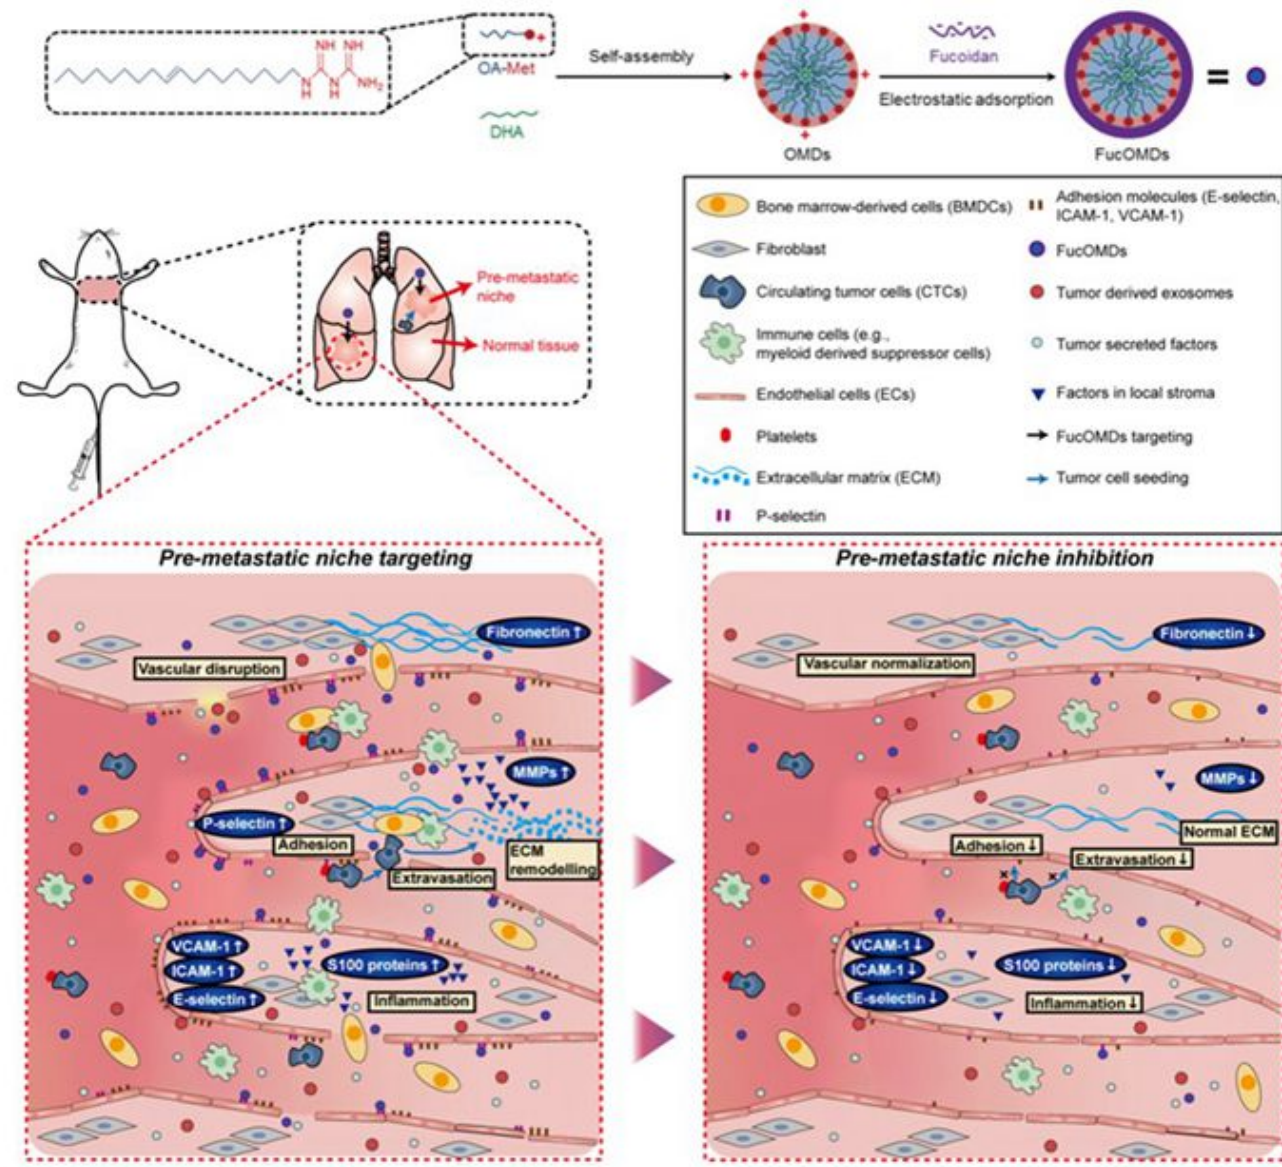 NH NH
N H N H NH₂
OA-Met
DHA
Self-assembly
OMDs
Fucoidan
Electrostatic adsorption
FucOMDs
=
Pre-metastatic
niche
Normal tissue
Bone marrow-derived cells (BMDCs)
Fibroblast
Circulating tumor cells (CTCs)
Immune cells (e.g.,
myeloid derived suppressor cells)
Endothelial cells (ECs)
Platelets
Extracellular matrix (ECM)
P-selectin
Adhesion molecules (E-selectin,
ICAM-1, VCAM-1)
FucOMDs
Tumor derived exosomes
Tumor secreted factors
Factors in local stroma
FucOMDs targeting
Tumor cell seeding
Pre-metastatic niche targeting
Fibronectin ↑
Vascular disruption
MMPs ↑
P-selectin ↑
Adhesion
Extravasation
ECM
remodelling
VCAM-1 ↑
ICAM-1 ↑
E-selectin ↑
S100 proteins ↑
Inflammation
Pre-metastatic niche inhibition
Fibronectin ↓
Vascular normalization
MMPs ↓
Normal ECM
Adhesion ↓
Extravasation ↓
VCAM-1 ↓
ICAM-1 ↓
E-selectin ↓
S100 proteins ↓
Inflammation ↓